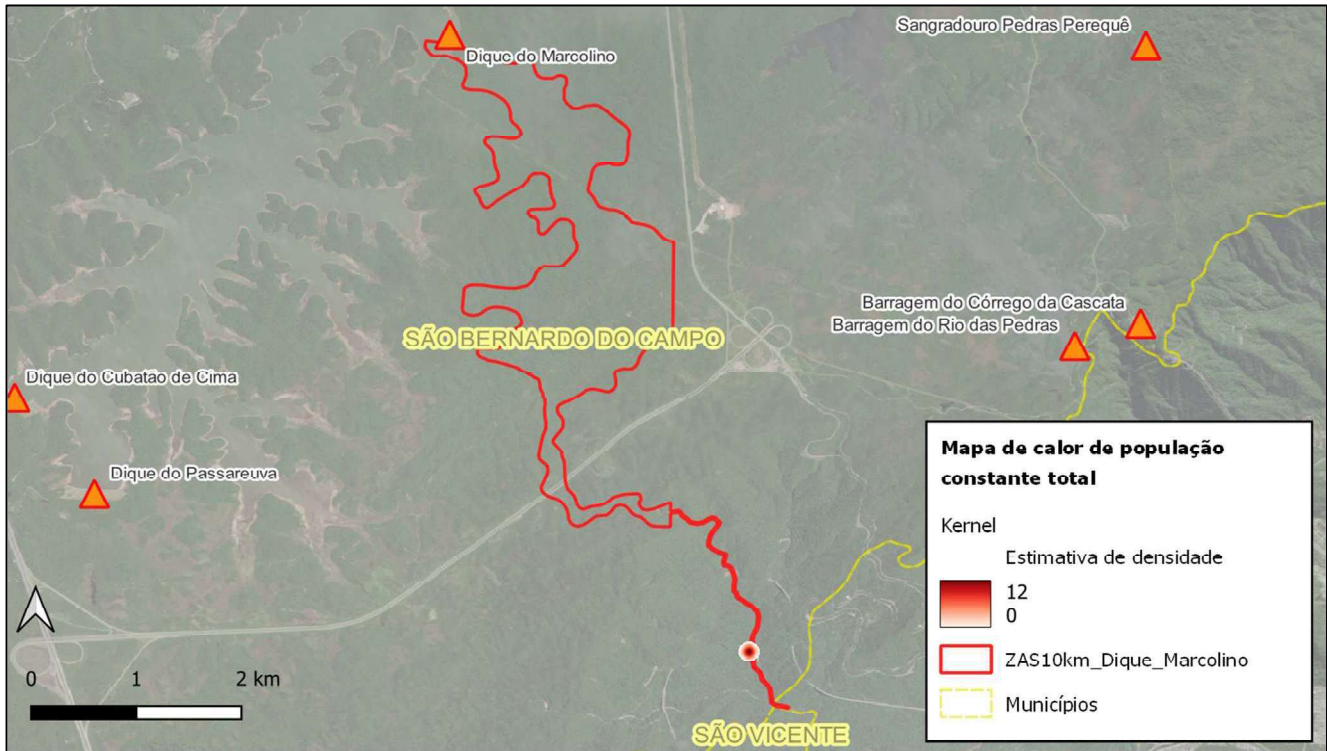 Sangradouro Pedras Perequê
Dique do Marcolino
Barragem do Córrego da Cascata
Barragem do Rio das Pedras
SÃO BERNARDO DO CAMPO
Dique do Cubatão de Cima
Dique do Passareuva
Mapa de calor de população
constante total
Kernel
Estimativa de densidade
12
0
ZAS10km_Dique_Marcolino
Municípios
0 1 2 km
SÃO VICENTE